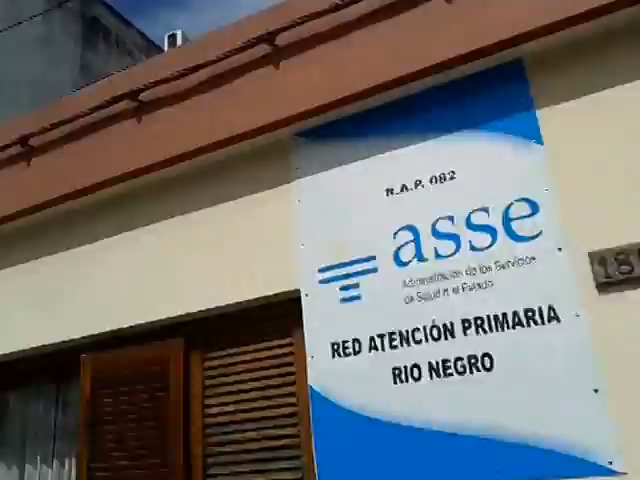 R.A.P. 082
asse
Administración de los Servicios
de Salud del Estado
RED ATENCIÓN PRIMARIA
RIO NEGRO